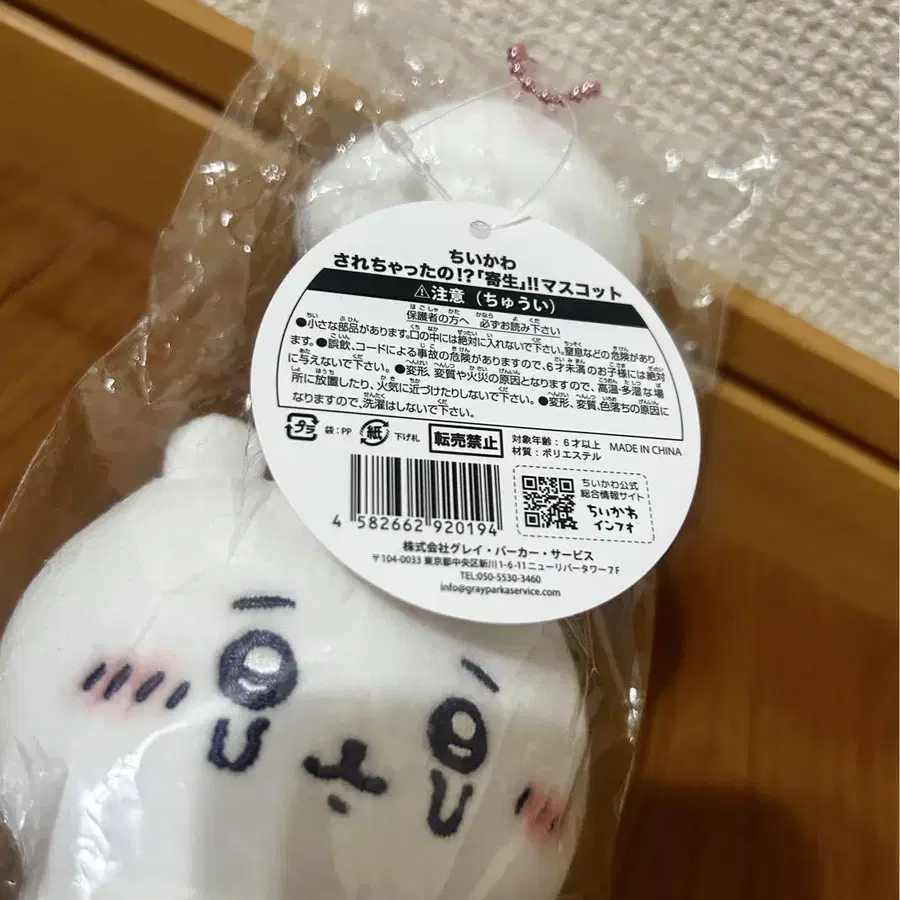 ちいかわ
されちゃったの!?「寄生」!!マスコット
⚠注意(ちゅうい)
保護者の方へ 必ずお読み下さい
●小さな部品があります。口の中には絶対に入れないで下さい。窒息などの危険があり
ます。●誤飲、コードによる事故の危険がありますので、6才未満のお子様には絶対
に与えないで下さい。●変形、変質や火災の原因となりますので、高温・多湿な場
所に放置したり、火気に近づけたりしないで下さい。●変形、変質、色落ちの原因に
なりますので、洗濯はしないで下さい。
プラ 袋:PP 紙 下げ札 転売禁止 対象年齢:6才以上 MADE IN CHINA
材質:ポリエステル
ちいかわ公式
総合情報サイト
ちいかわ
インフォ
4 582662 920194
株式会社グレイ・パーカー・サービス
〒104-0033 東京都中央区新川1-6-11ニューリバータワー7F
TEL:050-5530-3460
info@grayparkaservice.com